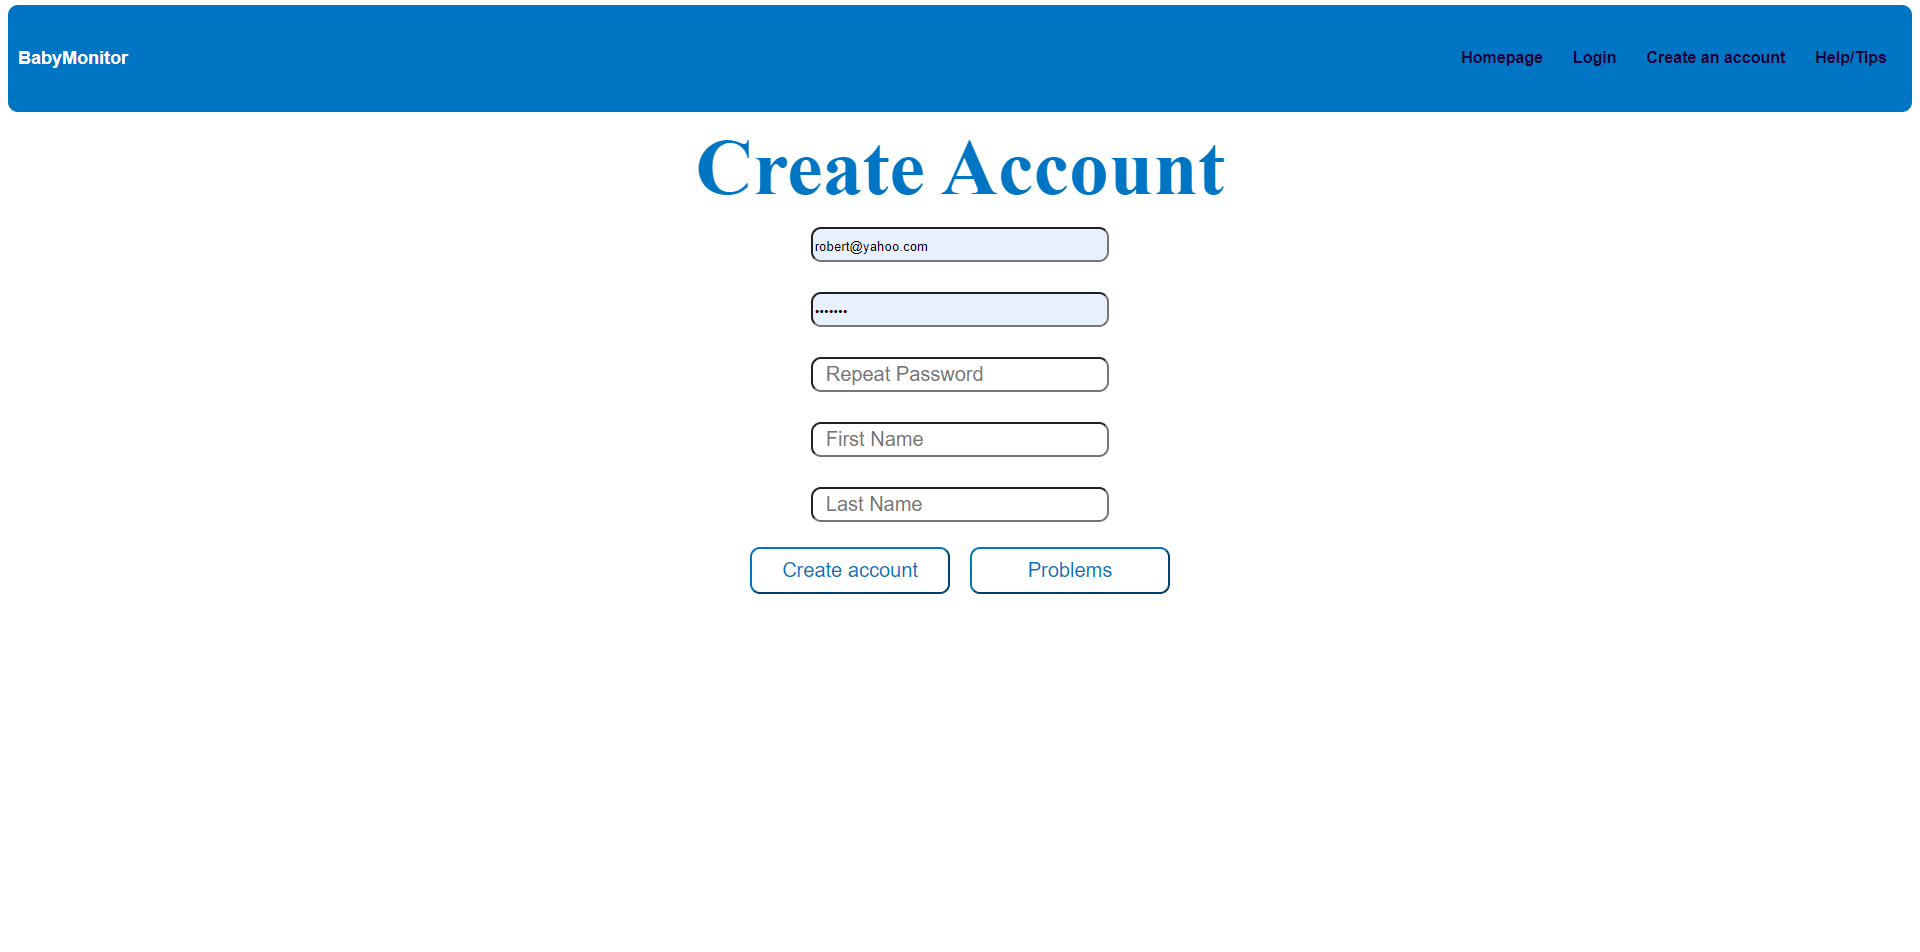 BabyMonitor
Homepage Login Create an account Help/Tips
Create Account
robert@yahoo.com
•••••••
Repeat Password
First Name
Last Name
Create account Problems